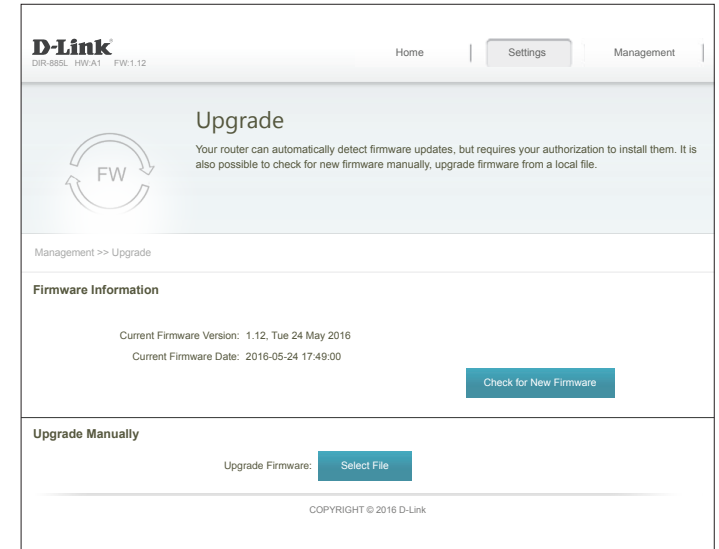 D-Link
DIR-885L HW:A1 FW:1.12
Home
Settings
Management
Upgrade
Your router can automatically detect firmware updates, but requires your authorization to install them. It is
also possible to check for new firmware manually, upgrade firmware from a local file.
FW
Management >> Upgrade
Firmware Information
Current Firmware Version: 1.12, Tue 24 May 2016
Current Firmware Date: 2016-05-24 17:49:00
Check for New Firmware
Upgrade Manually
Upgrade Firmware: Select File
COPYRIGHT © 2016 D-Link